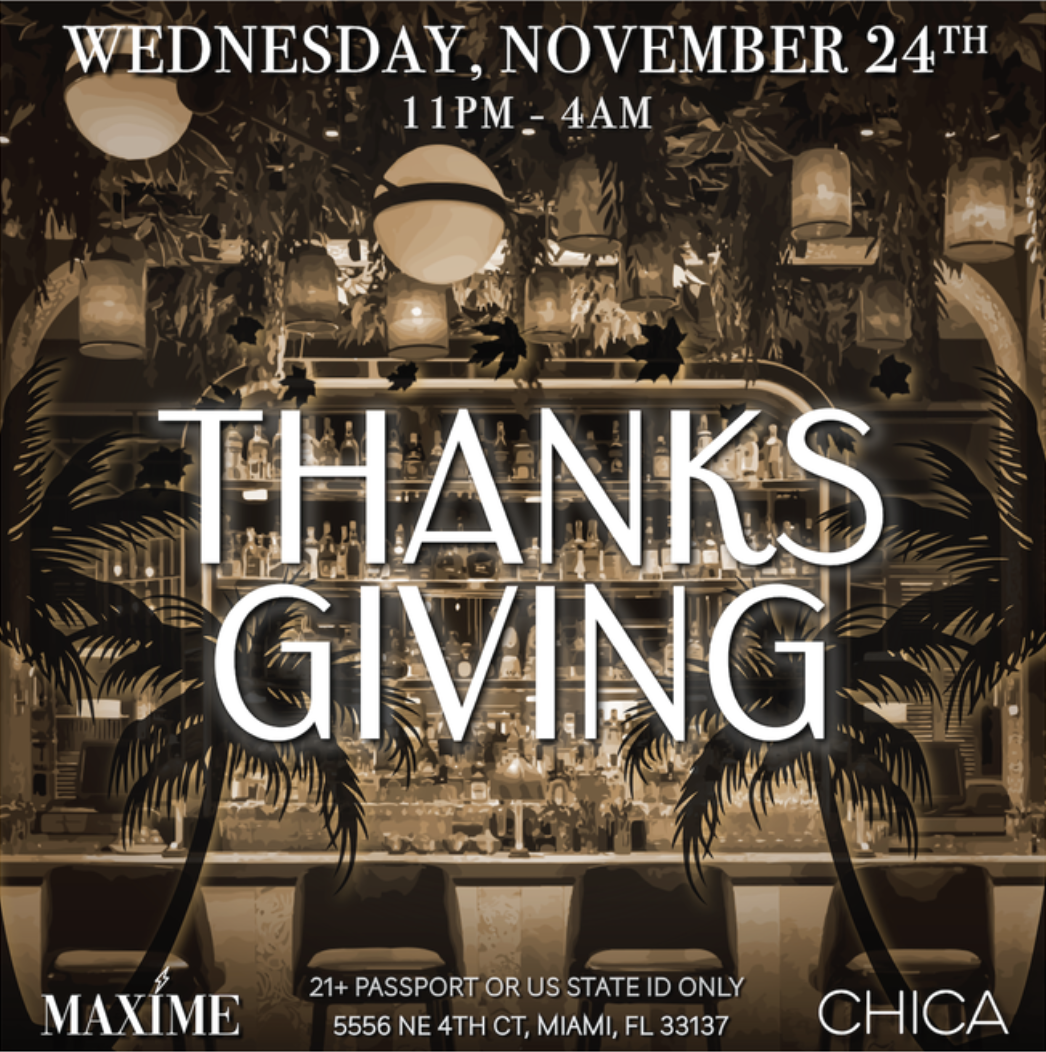 WEDNESDAY, NOVEMBER 24TH
11PM - 4AM
THANKS
GIVING
MAXÍME
21+ PASSPORT OR US STATE ID ONLY
5556 NE 4TH CT, MIAMI, FL 33137
CHICA